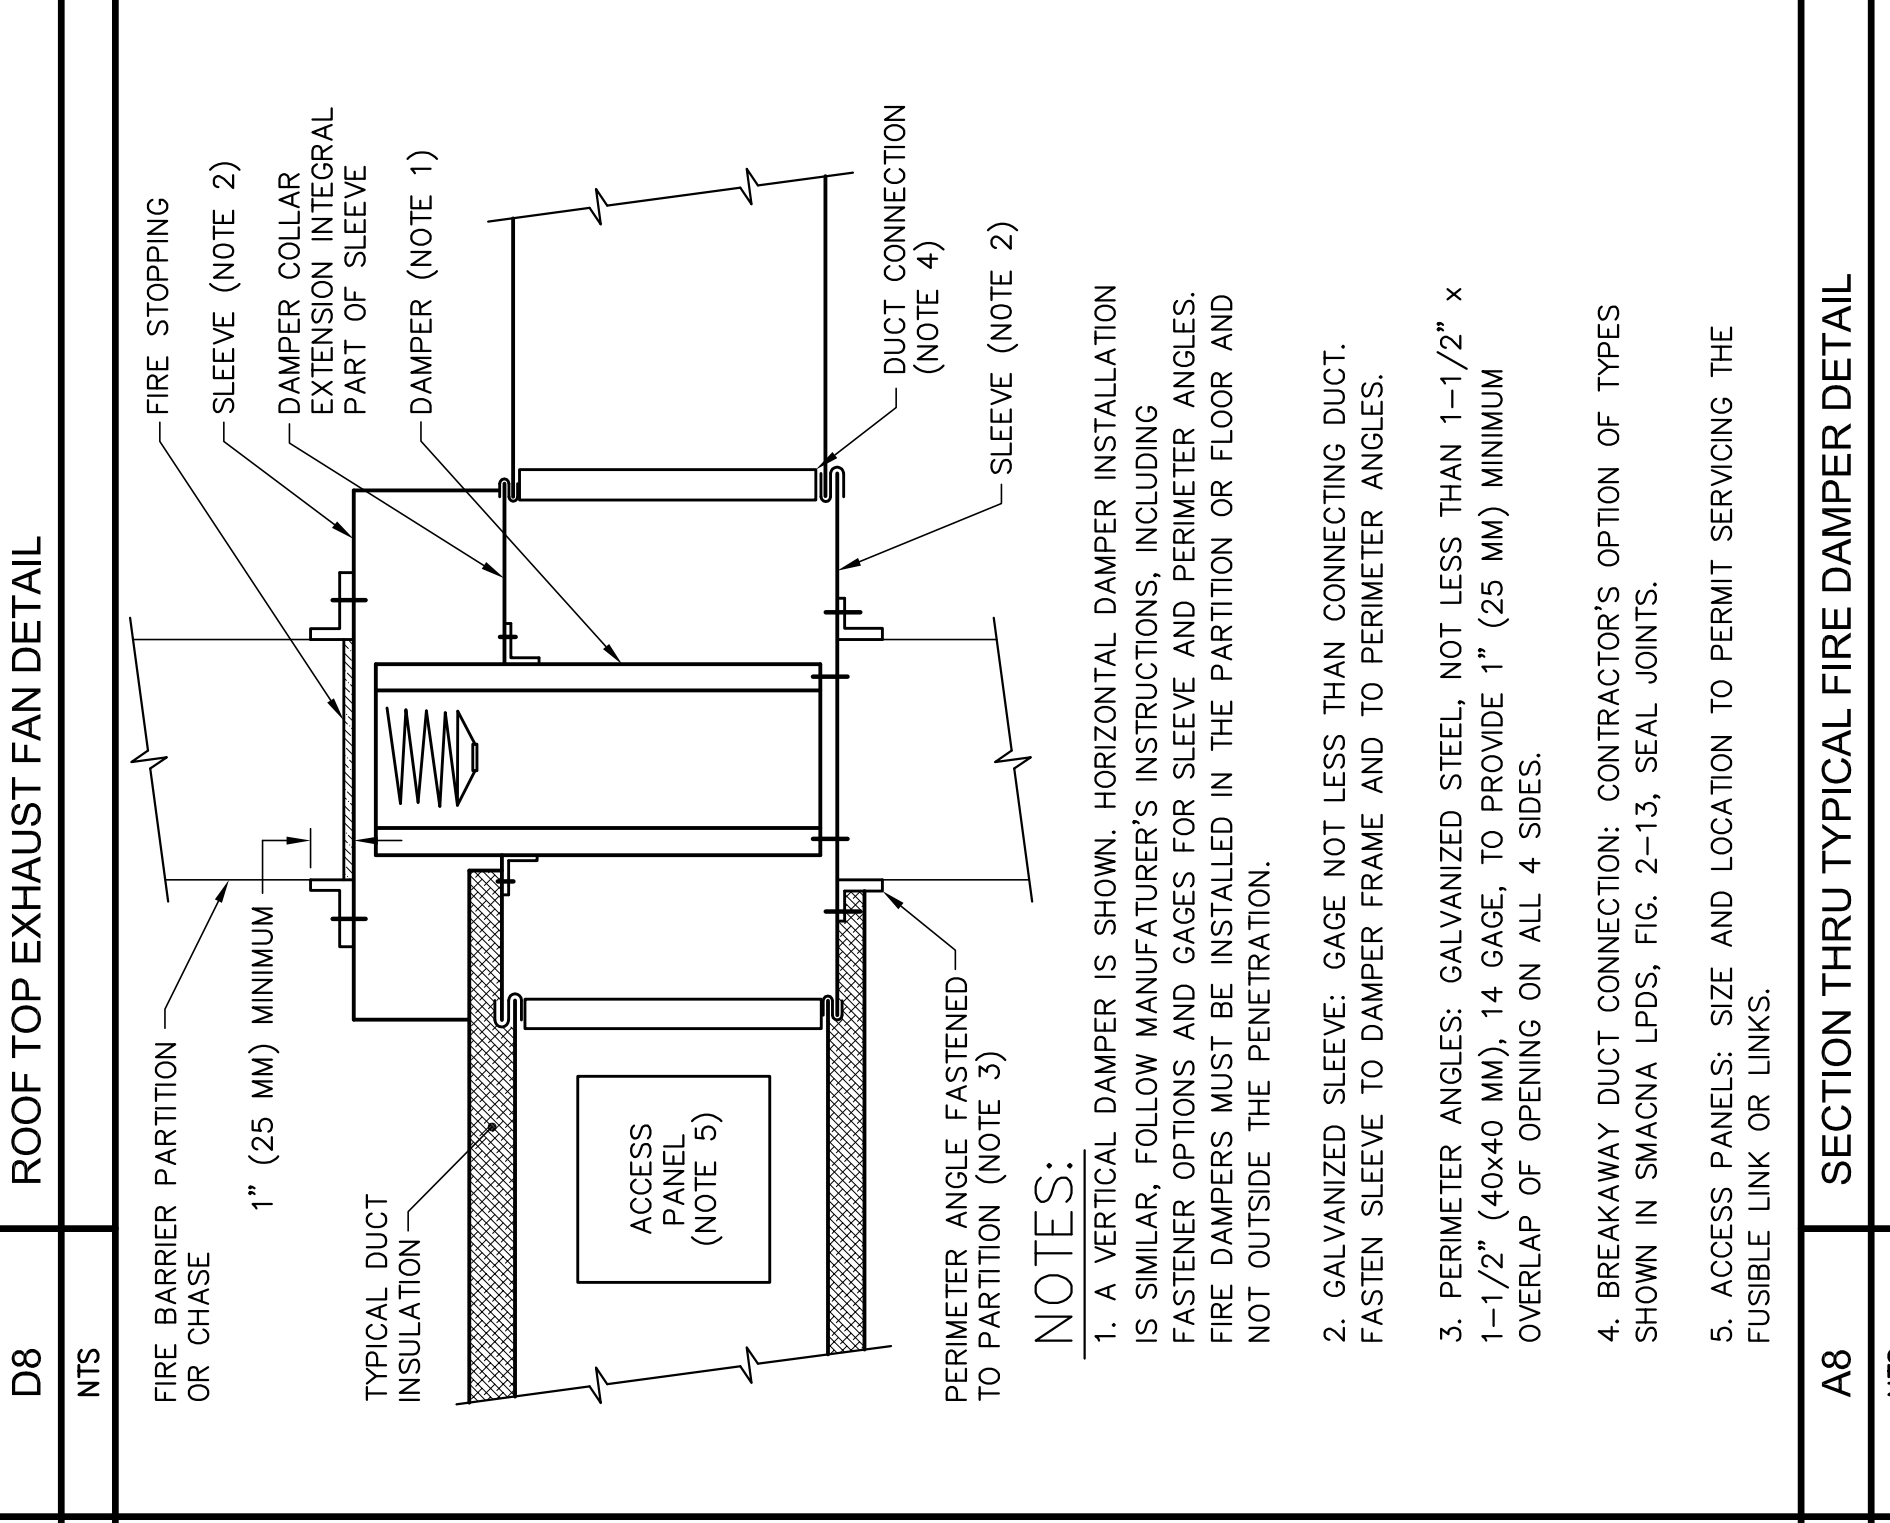 D8
ROOF TOP EXHAUST FAN DETAIL
NTS
FIRE STOPPING
SLEEVE (NOTE 2)
DAMPER COLLAR
EXTENSION INTEGRAL
PART OF SLEEVE
DAMPER (NOTE 1)
FIRE BARRIER PARTITION
OR CHASE
1" (25 MM) MINIMUM
TYPICAL DUCT
INSULATION
ACCESS
PANEL
(NOTE 5)
DUCT CONNECTION
(NOTE 4)
SLEEVE (NOTE 2)
PERIMETER ANGLE FASTENED
TO PARTITION (NOTE 3)
NOTES:
1. A VERTICAL DAMPER IS SHOWN. HORIZONTAL DAMPER INSTALLATION
IS SIMILAR, FOLLOW MANUFATURER'S INSTRUCTIONS, INCLUDING
FASTENER OPTIONS AND GAGES FOR SLEEVE AND PERIMETER ANGLES.
FIRE DAMPERS MUST BE INSTALLED IN THE PARTITION OR FLOOR AND
NOT OUTSIDE THE PENETRATION.
2. GALVANIZED SLEEVE: GAGE NOT LESS THAN CONNECTING DUCT.
FASTEN SLEEVE TO DAMPER FRAME AND TO PERIMETER ANGLES.
3. PERIMETER ANGLES: GALVANIZED STEEL, NOT LESS THAN 1-1/2" x
1-1/2" (40x40 MM), 14 GAGE, TO PROVIDE 1" (25 MM) MINIMUM
OVERLAP OF OPENING ON ALL 4 SIDES.
4. BREAKAWAY DUCT CONNECTION: CONTRACTOR'S OPTION OF TYPES
SHOWN IN SMACNA LPDS, FIG. 2-13, SEAL JOINTS.
5. ACCESS PANELS: SIZE AND LOCATION TO PERMIT SERVICING THE
FUSIBLE LINK OR LINKS.
A8
SECTION THRU TYPICAL FIRE DAMPER DETAIL